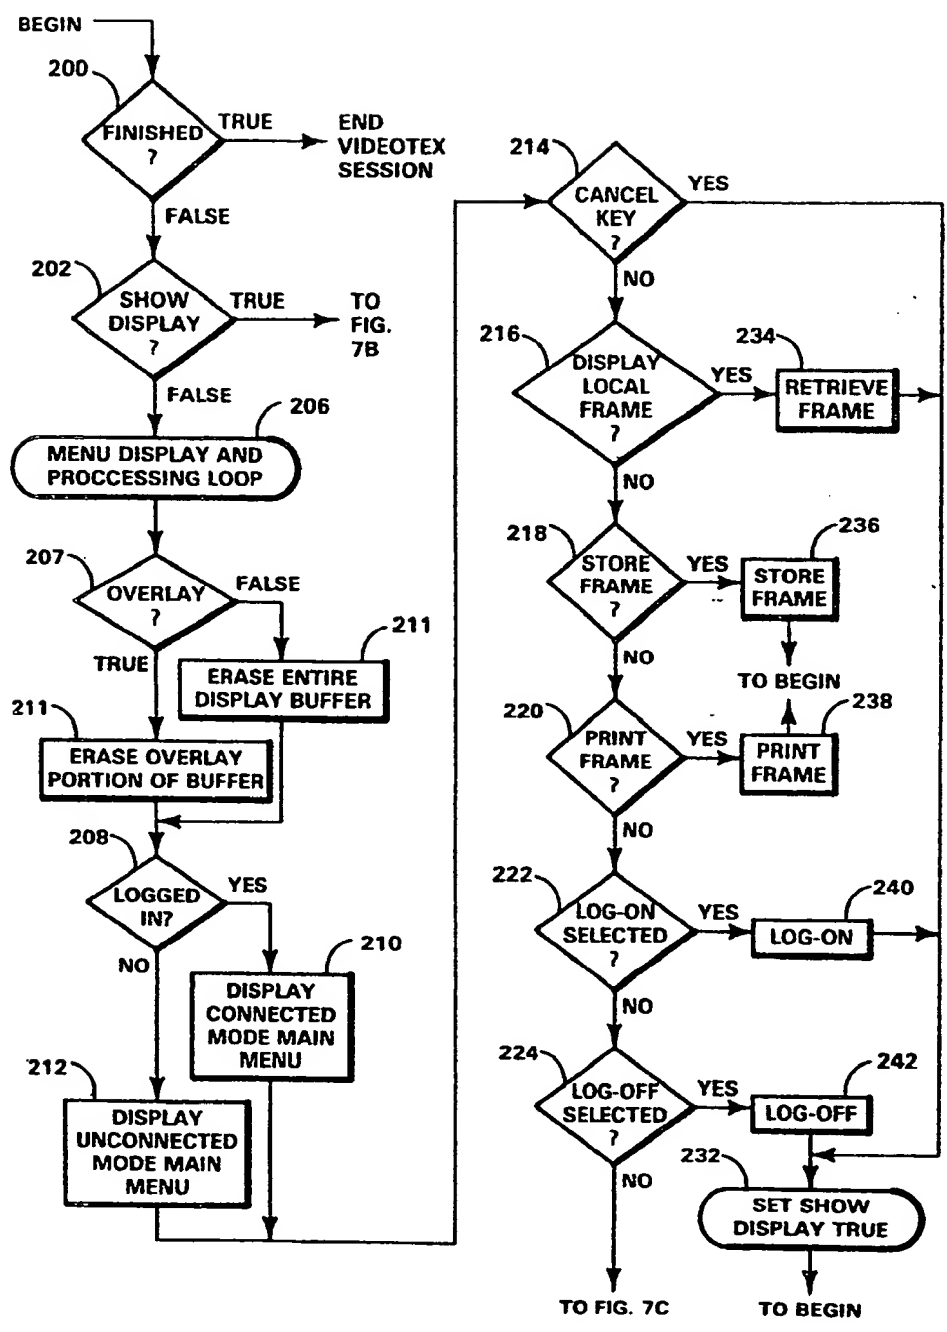 BEGIN
200
FINISHED
?
TRUE
END
VIDEOTEX
SESSION
FALSE
202
SHOW
DISPLAY
?
TRUE
TO
FIG.
7B
FALSE
206
MENU DISPLAY AND
PROCCESSING LOOP
207
OVERLAY
?
FALSE
TRUE
211
ERASE ENTIRE
DISPLAY BUFFER
211
ERASE OVERLAY
PORTION OF BUFFER
208
LOGGED
IN?
YES
NO
210
DISPLAY
CONNECTED
MODE MAIN
MENU
212
DISPLAY
UNCONNECTED
MODE MAIN
MENU
214
CANCEL
KEY
?
YES
NO
216
DISPLAY
LOCAL
FRAME
?
YES
234
RETRIEVE
FRAME
NO
218
STORE
FRAME
?
YES
236
STORE
FRAME
TO BEGIN
NO
220
PRINT
FRAME
?
YES
238
PRINT
FRAME
NO
222
LOG-ON
SELECTED
?
YES
240
LOG-ON
NO
224
LOG-OFF
SELECTED
?
YES
242
LOG-OFF
232
SET SHOW
DISPLAY TRUE
NO
TO FIG. 7C
TO BEGIN